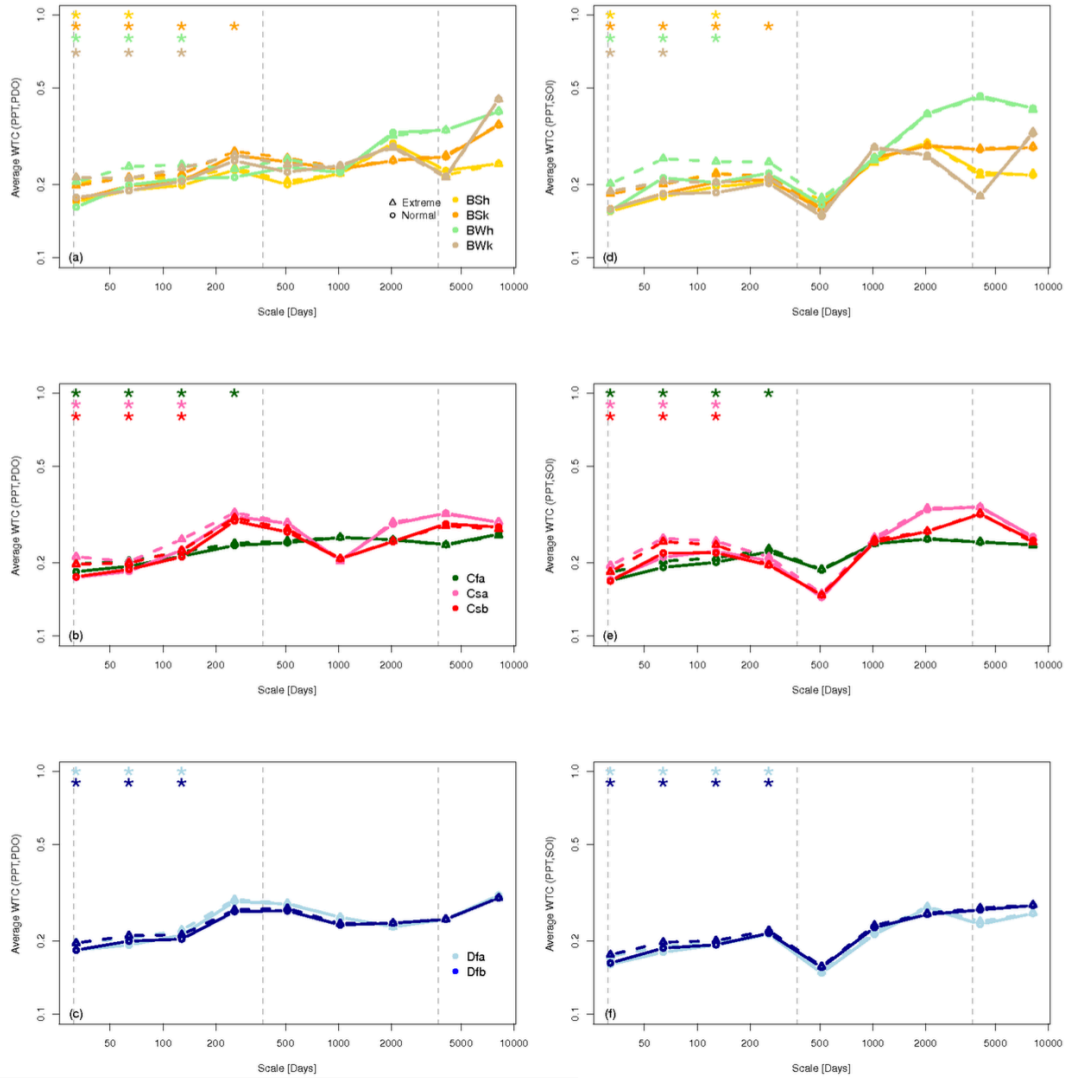 Average WTC (PPT,PDO)
1.0
0.5
0.2
0.1
Extreme
Normal
BSh
BSk
BWh
BWk
(a)
50 100 200 500 1000 2000 5000 10000
Scale [Days]
Average WTC (PPT,SOI)
1.0
0.5
0.2
0.1
(d)
50 100 200 500 1000 2000 5000 10000
Scale [Days]
Average WTC (PPT,PDO)
1.0
0.5
0.2
0.1
Cfa
Csa
Csb
(b)
50 100 200 500 1000 2000 5000 10000
Scale [Days]
Average WTC (PPT,SOI)
1.0
0.5
0.2
0.1
(e)
50 100 200 500 1000 2000 5000 10000
Scale [Days]
Average WTC (PPT,PDO)
1.0
0.5
0.2
0.1
Dfa
Dfb
(c)
50 100 200 500 1000 2000 5000 10000
Scale [Days]
Average WTC (PPT,SOI)
1.0
0.5
0.2
0.1
(f)
50 100 200 500 1000 2000 5000 10000
Scale [Days]